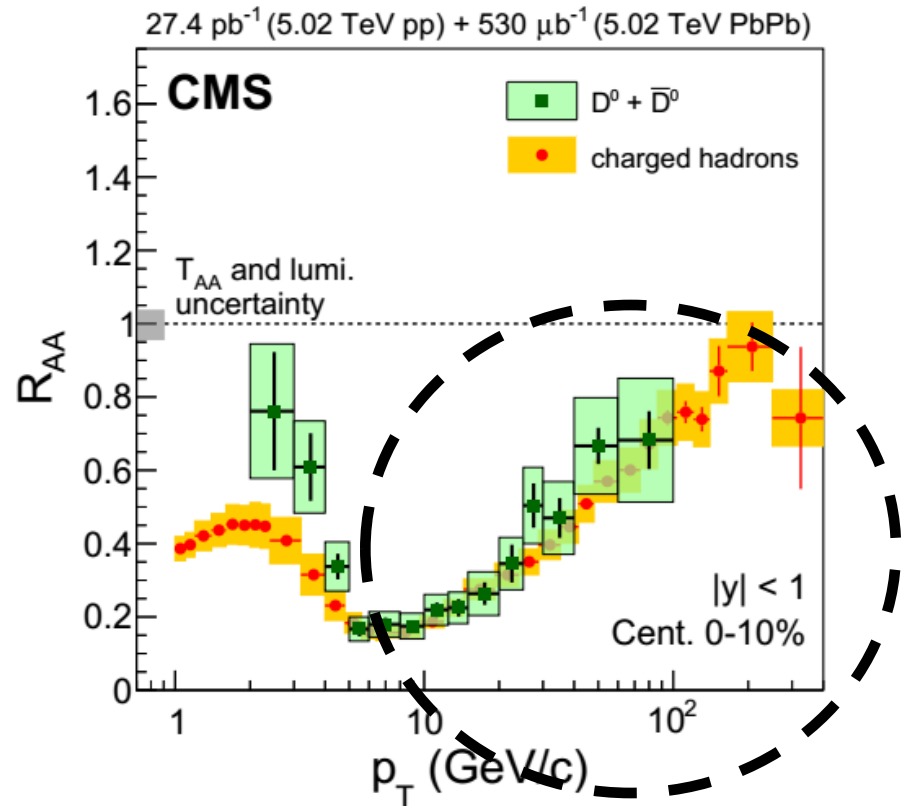 27.4 pb⁻¹ (5.02 TeV pp) + 530 μb⁻¹ (5.02 TeV PbPb)
CMS
D⁰ + D̅⁰
charged hadrons
T_AA and lumi.
uncertainty
R_AA
1.6
1.4
1.2
1
0.8
0.6
0.4
0.2
0
|y| < 1
Cent. 0-10%
1
10
10²
p_T (GeV/c)